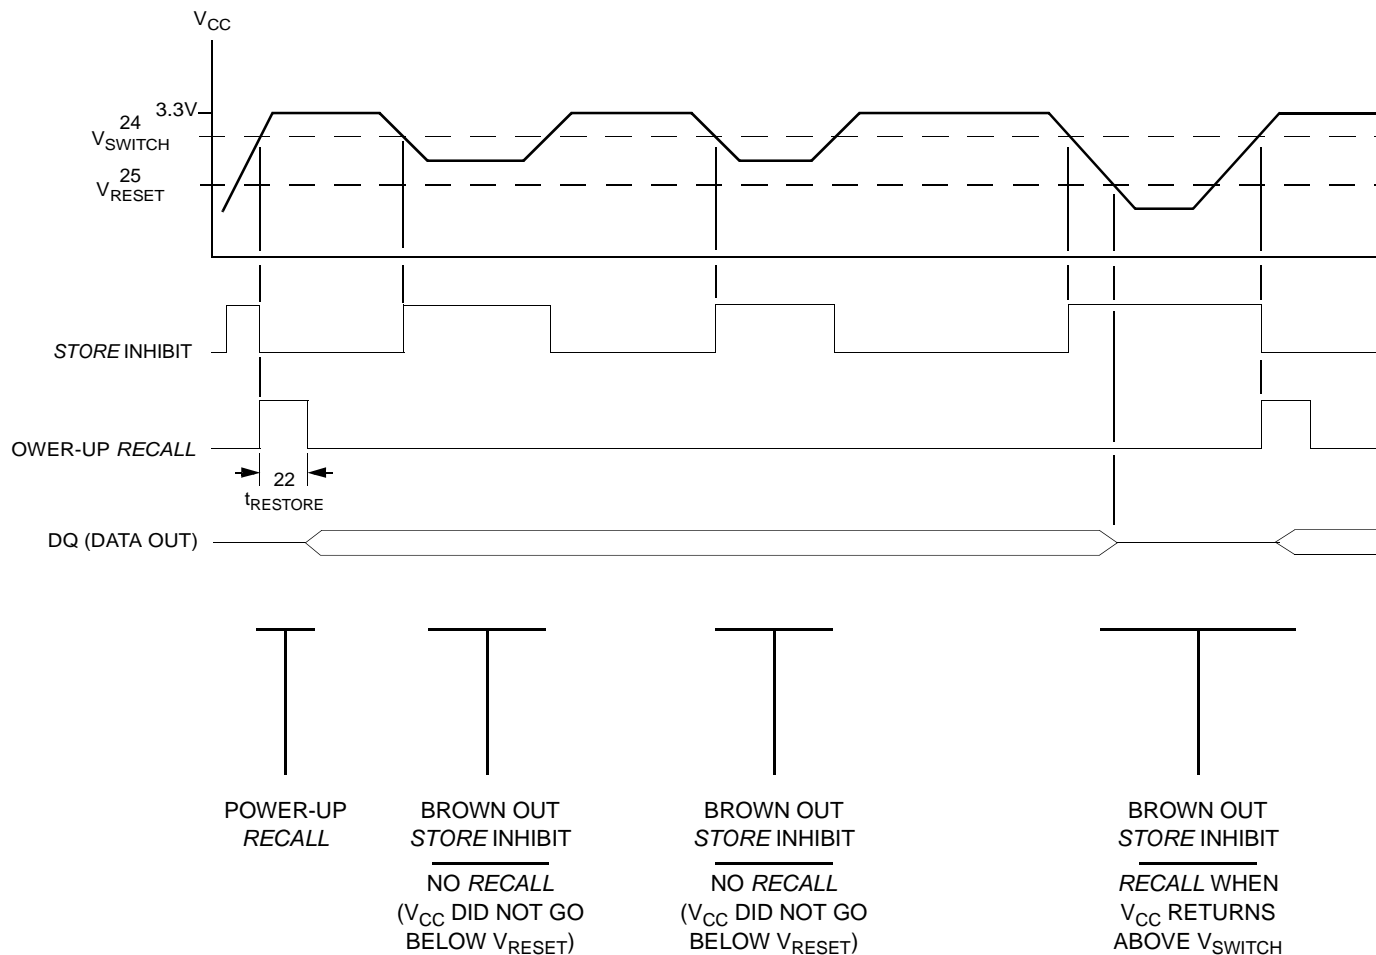 VCC
3.3V
24
VSWITCH
25
VRESET
STORE INHIBIT
OWER-UP RECALL
22
tRESTORE
DQ (DATA OUT)
POWER-UP
RECALL
BROWN OUT
STORE INHIBIT
NO RECALL
(VCC DID NOT GO
BELOW VRESET)
BROWN OUT
STORE INHIBIT
NO RECALL
(VCC DID NOT GO
BELOW VRESET)
BROWN OUT
STORE INHIBIT
RECALL WHEN
VCC RETURNS
ABOVE VSWITCH